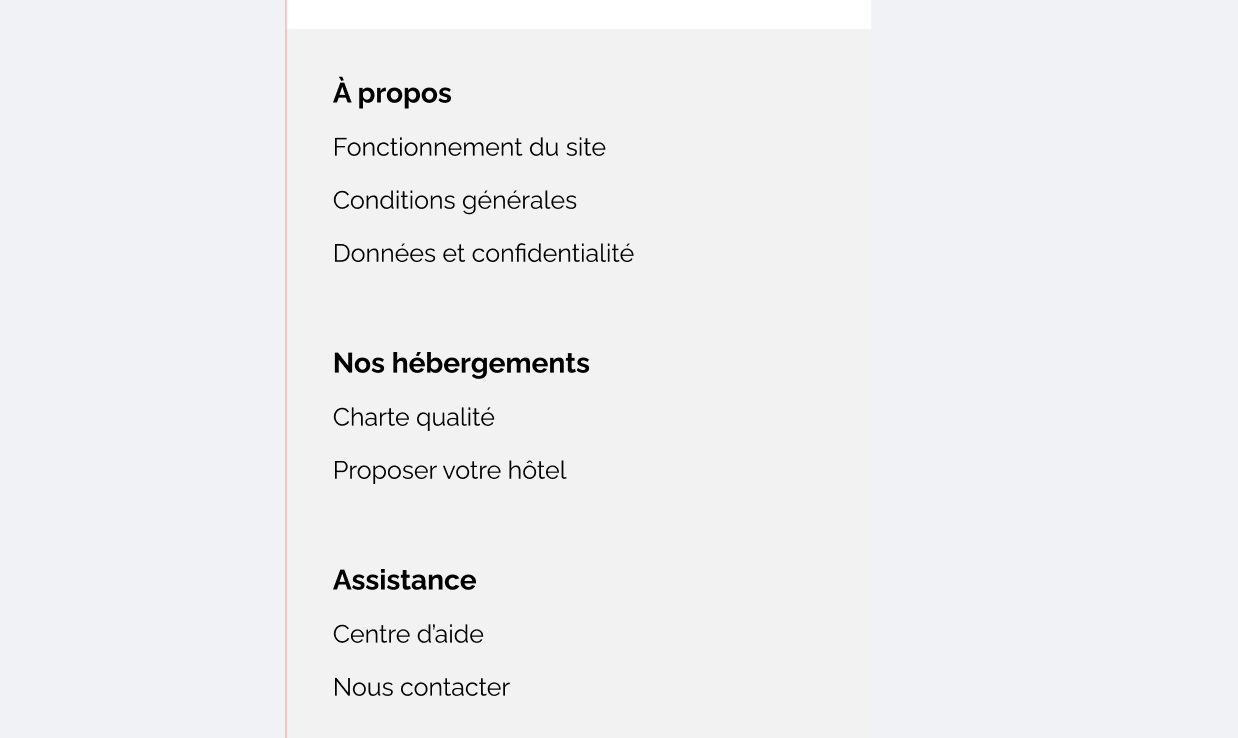 À propos
Fonctionnement du site
Conditions générales
Données et confidentialité
Nos hébergements
Charte qualité
Proposer votre hôtel
Assistance
Centre d’aide
Nous contacter